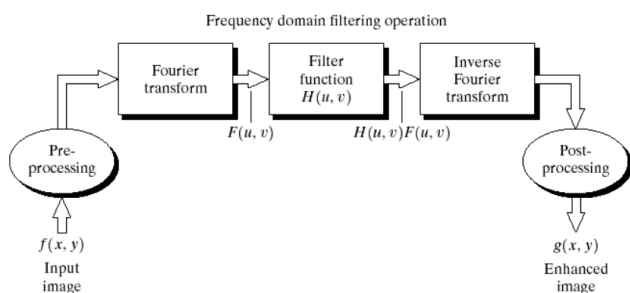 Frequency domain filtering operation
Fourier
transform
Filter
function
H(u, v)
Inverse
Fourier
transform
F(u, v)
H(u, v)F(u, v)
Pre-
processing
Post-
processing
f(x, y)
Input
image
g(x, y)
Enhanced
image